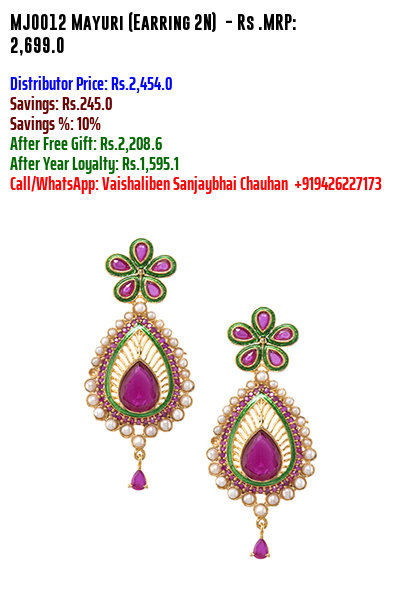 MJ0012 Mayuri (Earring 2N)  - Rs .MRP:
2,699.0
Distributor Price: Rs.2,454.0
Savings: Rs.245.0
Savings %: 10%
After Free Gift: Rs.2,208.6
After Year Loyalty: Rs.1,595.1
Call/WhatsApp: Vaishaliben Sanjaybhai Chauhan  +919426227173